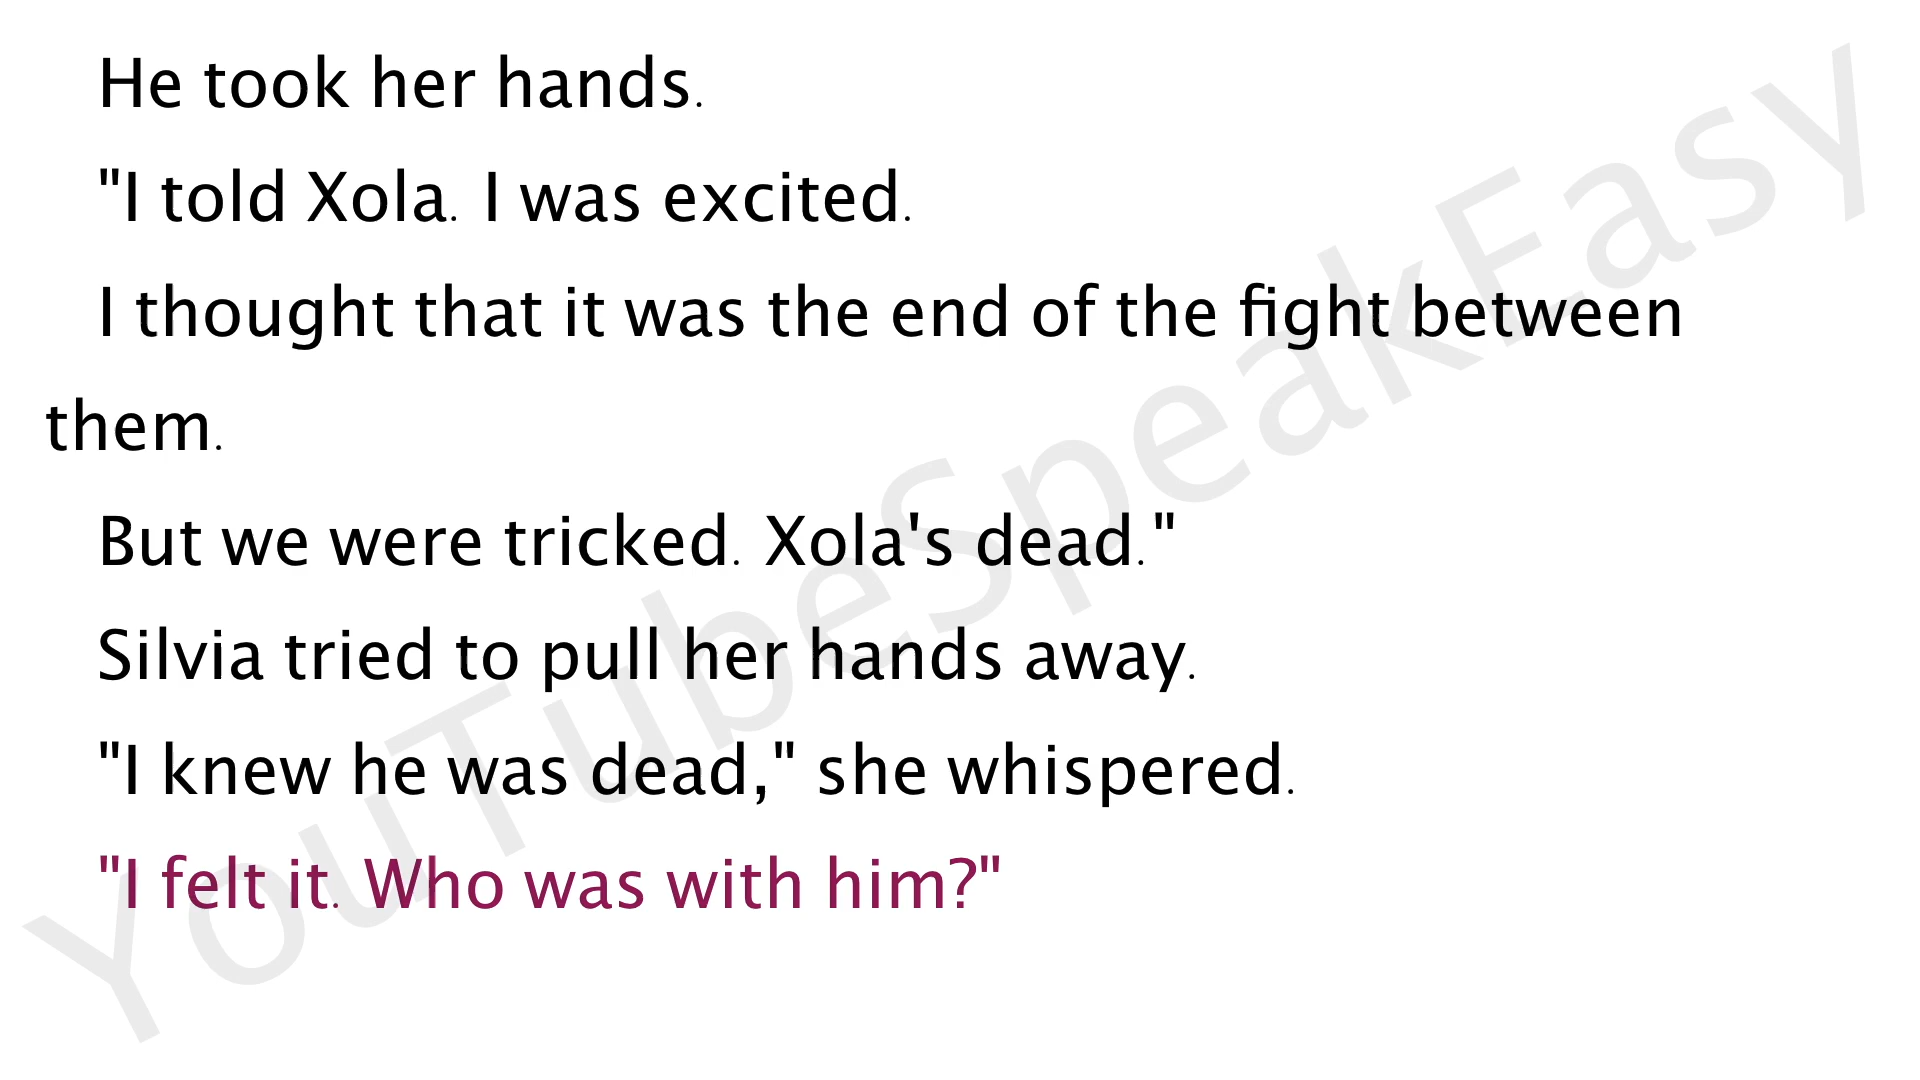 He took her hands.
"I told Xola. I was excited.
I thought that it was the end of the fight between
them.
But we were tricked. Xola's dead."
Silvia tried to pull her hands away.
"I knew he was dead," she whispered.
"I felt it. Who was with him?"
YouTubeSpeakEasy